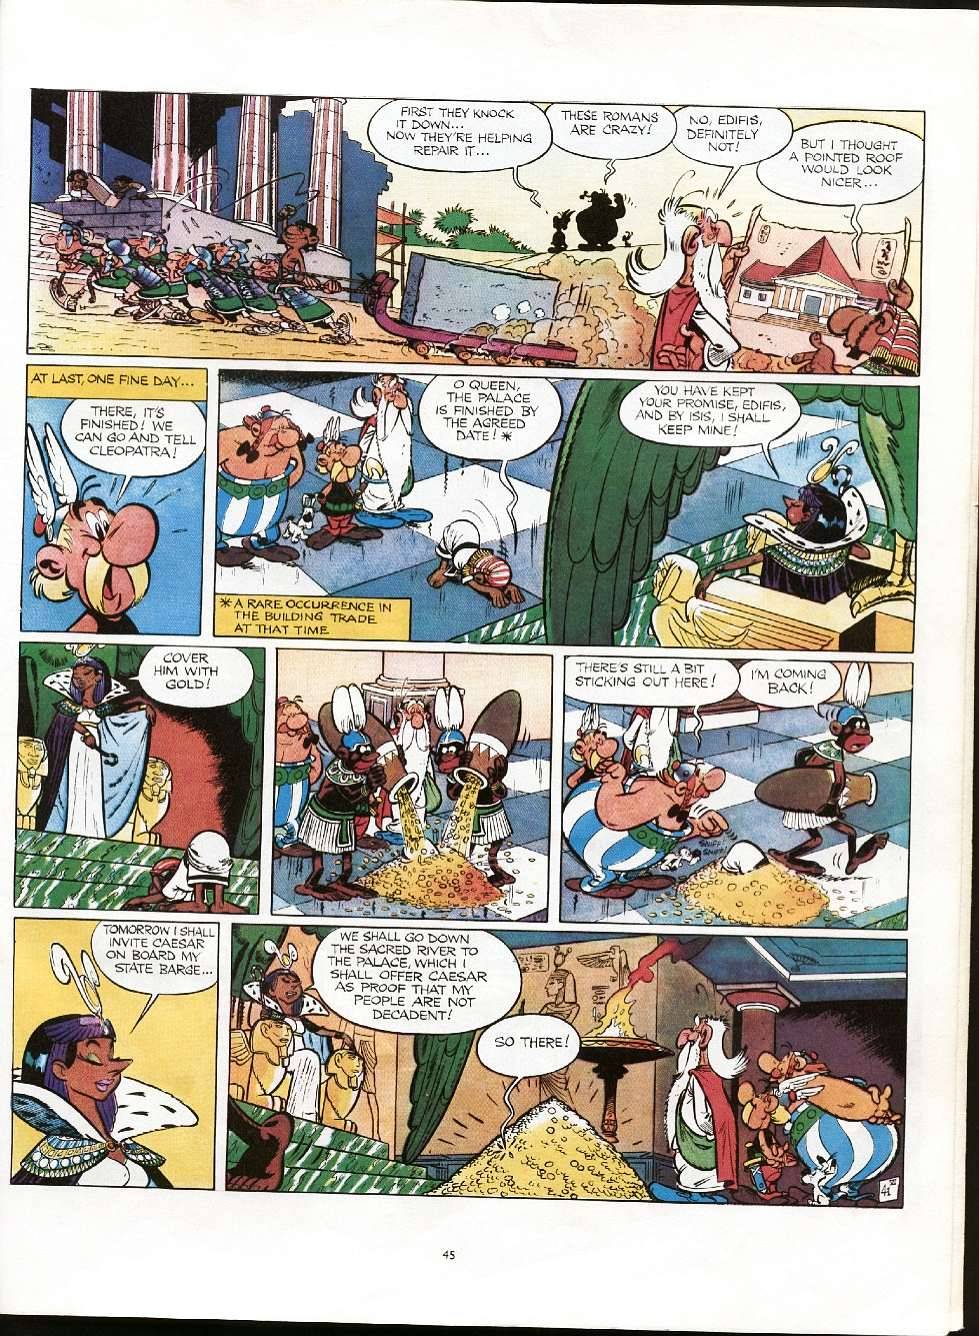 FIRST THEY KNOCK
IT DOWN...
NOW THEY'RE HELPING
REPAIR IT...
THESE ROMANS
ARE CRAZY!
NO, EDIFIS,
DEFINITELY
NOT!
BUT I THOUGHT
A POINTED ROOF
WOULD LOOK
NICER...
AT LAST, ONE FINE DAY...
THERE, IT'S
FINISHED! WE
CAN GO AND TELL
CLEOPATRA!
O QUEEN,
THE PALACE
IS FINISHED BY
THE AGREED
DATE! *
* A RARE OCCURRENCE IN
THE BUILDING TRADE
AT THAT TIME
YOU HAVE KEPT
YOUR PROMISE, EDIFIS,
AND BY ISIS, I SHALL
KEEP MINE!
COVER
HIM WITH
GOLD!
THERE'S STILL A BIT
STICKING OUT HERE!
I'M COMING
BACK!
SNIFF!
SNIFF!
TOMORROW I SHALL
INVITE CAESAR
ON BOARD MY
STATE BARGE...
WE SHALL GO DOWN
THE SACRED RIVER TO
THE PALACE, WHICH I
SHALL OFFER CAESAR
AS PROOF THAT MY
PEOPLE ARE NOT
DECADENT!
SO THERE!
41
45